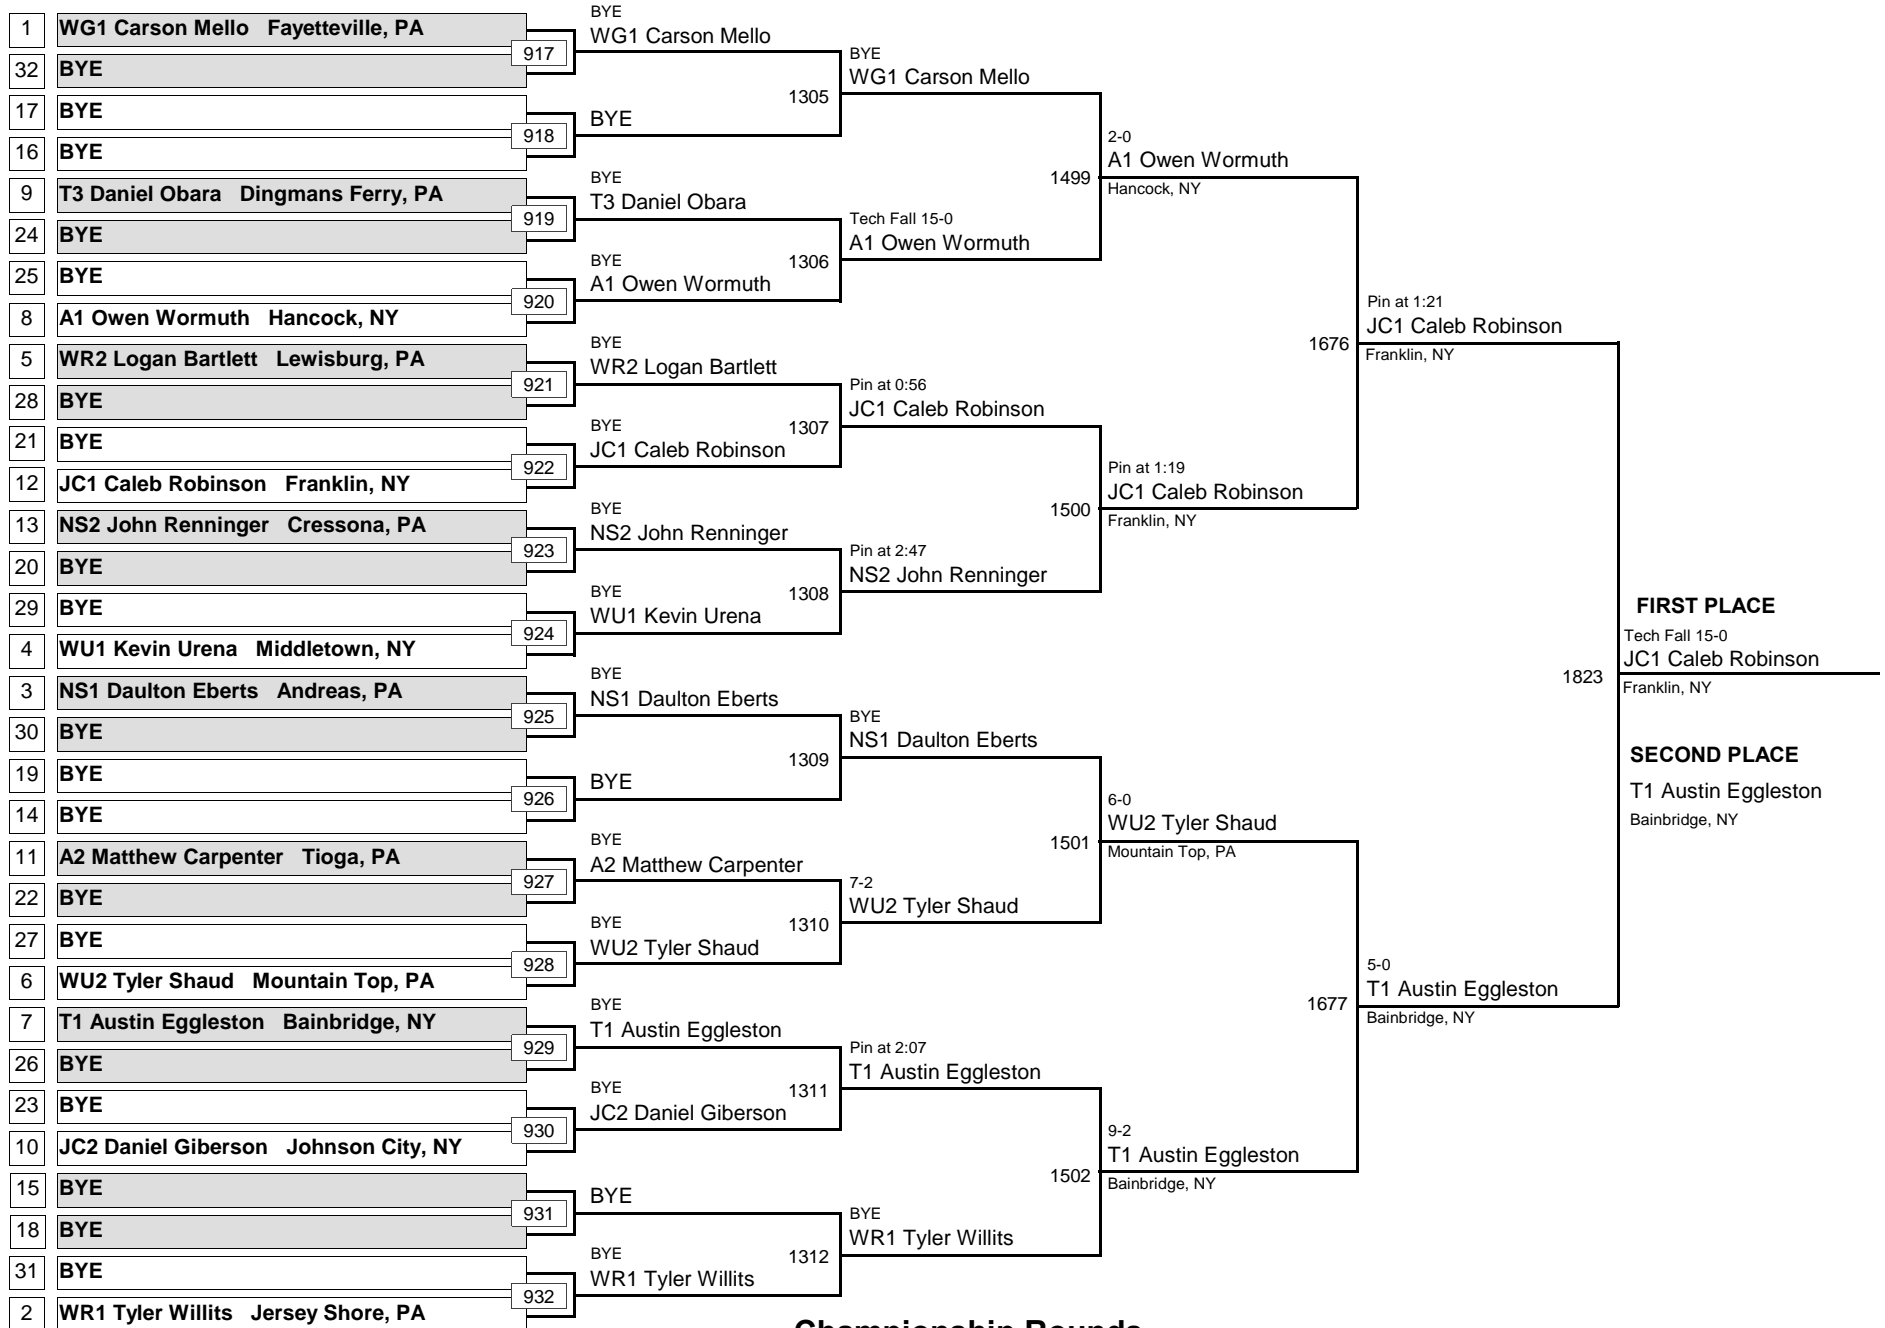 1 WG1 Carson Mello Fayetteville, PA
32 BYE
17 BYE
16 BYE
9 T3 Daniel Obara Dingmans Ferry, PA
24 BYE
25 BYE
8 A1 Owen Wormuth Hancock, NY
5 WR2 Logan Bartlett Lewisburg, PA
28 BYE
21 BYE
12 JC1 Caleb Robinson Franklin, NY
13 NS2 John Renninger Cressona, PA
20 BYE
29 BYE
4 WU1 Kevin Urena Middletown, NY
3 NS1 Daulton Eberts Andreas, PA
30 BYE
19 BYE
14 BYE
11 A2 Matthew Carpenter Tioga, PA
22 BYE
27 BYE
6 WU2 Tyler Shaud Mountain Top, PA
7 T1 Austin Eggleston Bainbridge, NY
26 BYE
23 BYE
10 JC2 Daniel Giberson Johnson City, NY
15 BYE
18 BYE
31 BYE
2 WR1 Tyler Willits Jersey Shore, PA
917
918
919
920
921
922
923
924
925
926
927
928
929
930
931
932
BYE
WG1 Carson Mello
BYE
BYE
T3 Daniel Obara
BYE
A1 Owen Wormuth
BYE
WR2 Logan Bartlett
BYE
JC1 Caleb Robinson
BYE
NS2 John Renninger
BYE
WU1 Kevin Urena
BYE
NS1 Daulton Eberts
BYE
BYE
A2 Matthew Carpenter
BYE
WU2 Tyler Shaud
BYE
T1 Austin Eggleston
BYE
JC2 Daniel Giberson
BYE
BYE
WR1 Tyler Willits
1305
1306
1307
1308
1309
1310
1311
1312
BYE
WG1 Carson Mello
Tech Fall 15-0
A1 Owen Wormuth
Pin at 0:56
JC1 Caleb Robinson
Pin at 2:47
NS2 John Renninger
BYE
NS1 Daulton Eberts
7-2
WU2 Tyler Shaud
Pin at 2:07
T1 Austin Eggleston
BYE
WR1 Tyler Willits
1499
1500
1501
1502
2-0
A1 Owen Wormuth
Hancock, NY
Pin at 1:19
JC1 Caleb Robinson
Franklin, NY
6-0
WU2 Tyler Shaud
Mountain Top, PA
9-2
T1 Austin Eggleston
Bainbridge, NY
1676
1677
Pin at 1:21
JC1 Caleb Robinson
Franklin, NY
5-0
T1 Austin Eggleston
Bainbridge, NY
1823
FIRST PLACE
Tech Fall 15-0
JC1 Caleb Robinson
Franklin, NY
SECOND PLACE
T1 Austin Eggleston
Bainbridge, NY
Championship Rounds